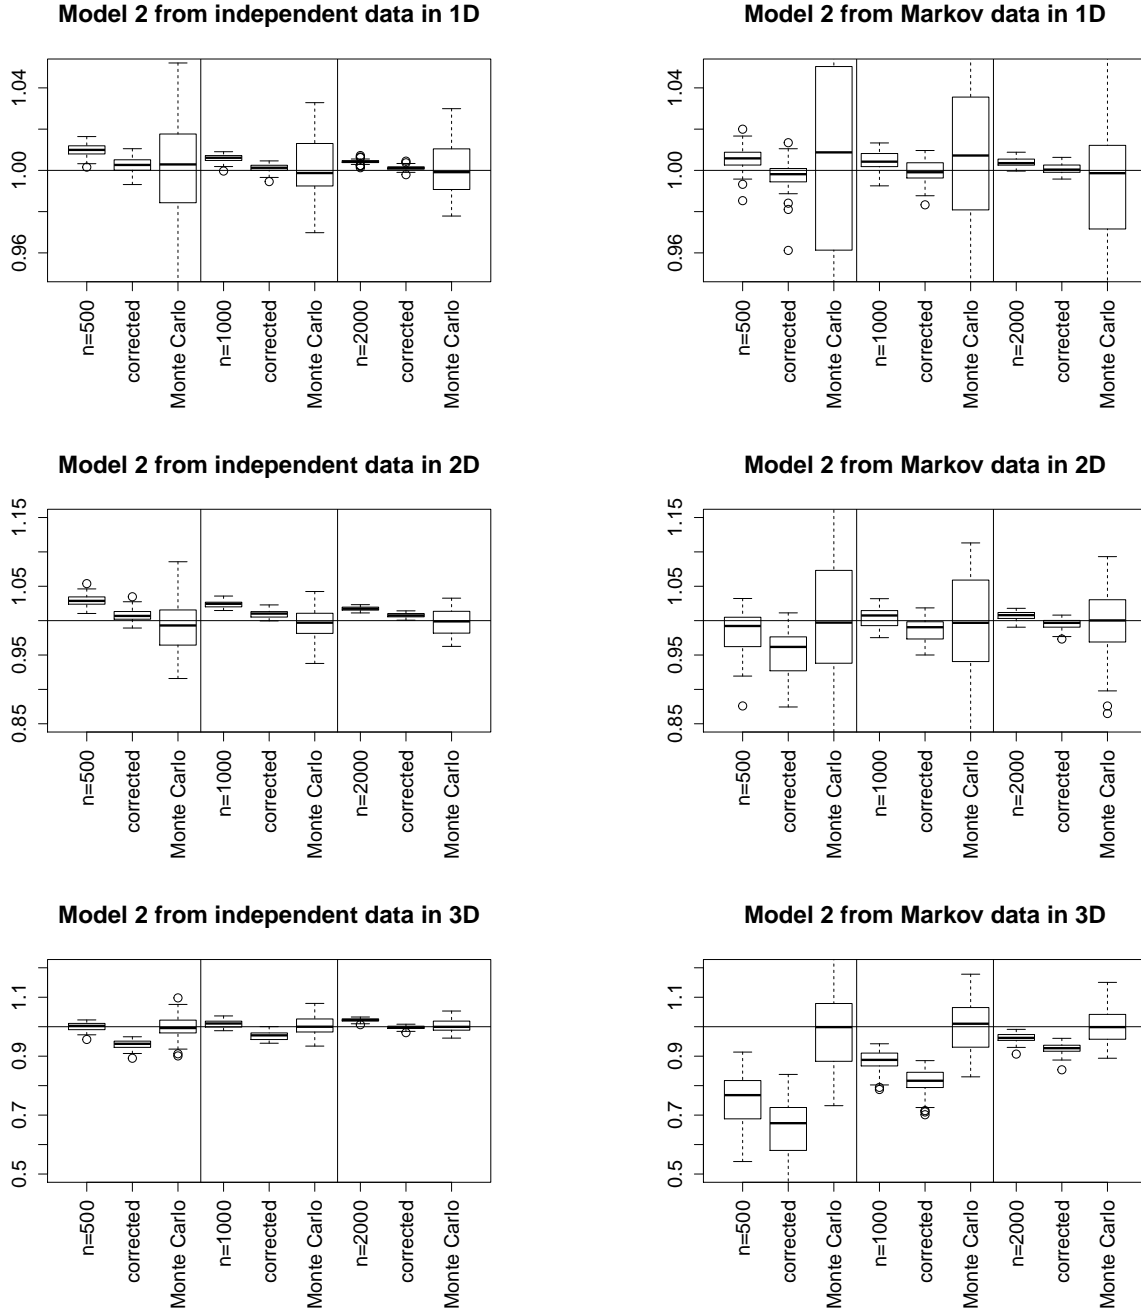 Model 2 from independent data in 1D
0.96 1.00 1.04
n=500 corrected Monte Carlo n=1000 corrected Monte Carlo n=2000 corrected Monte Carlo
Model 2 from Markov data in 1D
0.96 1.00 1.04
n=500 corrected Monte Carlo n=1000 corrected Monte Carlo n=2000 corrected Monte Carlo
Model 2 from independent data in 2D
0.85 0.95 1.05 1.15
n=500 corrected Monte Carlo n=1000 corrected Monte Carlo n=2000 corrected Monte Carlo
Model 2 from Markov data in 2D
0.85 0.95 1.05 1.15
n=500 corrected Monte Carlo n=1000 corrected Monte Carlo n=2000 corrected Monte Carlo
Model 2 from independent data in 3D
0.5 0.7 0.9 1.1
n=500 corrected Monte Carlo n=1000 corrected Monte Carlo n=2000 corrected Monte Carlo
Model 2 from Markov data in 3D
0.5 0.7 0.9 1.1
n=500 corrected Monte Carlo n=1000 corrected Monte Carlo n=2000 corrected Monte Carlo